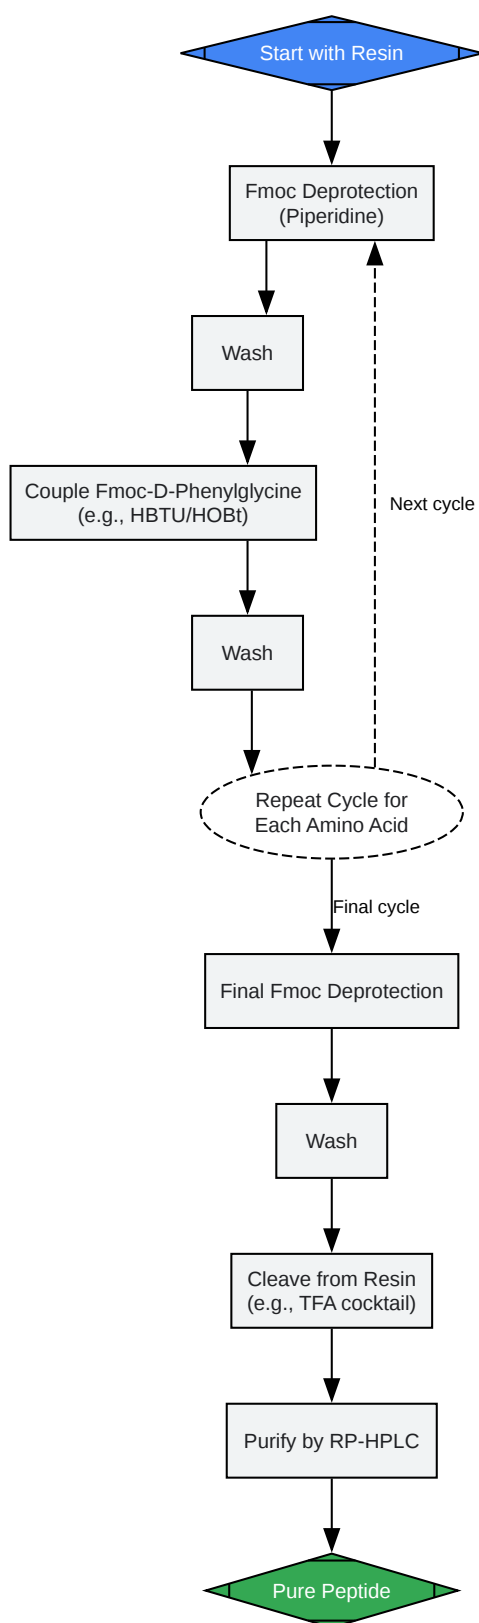 Start with Resin
Fmoc Deprotection
(Piperidine)
Wash
Couple Fmoc-D-Phenylglycine
(e.g., HBTU/HOBt)
Next cycle
Wash
Repeat Cycle for
Each Amino Acid
Final cycle
Final Fmoc Deprotection
Wash
Cleave from Resin
(e.g., TFA cocktail)
Purify by RP-HPLC
Pure Peptide